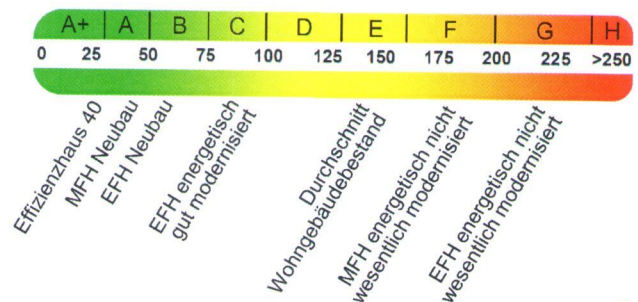 A+ A B C D E F G H
0 25 50 75 100 125 150 175 200 225 >250
Effizienzhaus 40
MFH Neubau
EFH Neubau
EFH energetisch
gut modernisiert
Durchschnitt
Wohngebäudebestand
MFH energetisch nicht
wesentlich modernisiert
EFH energetisch nicht
wesentlich modernisiert